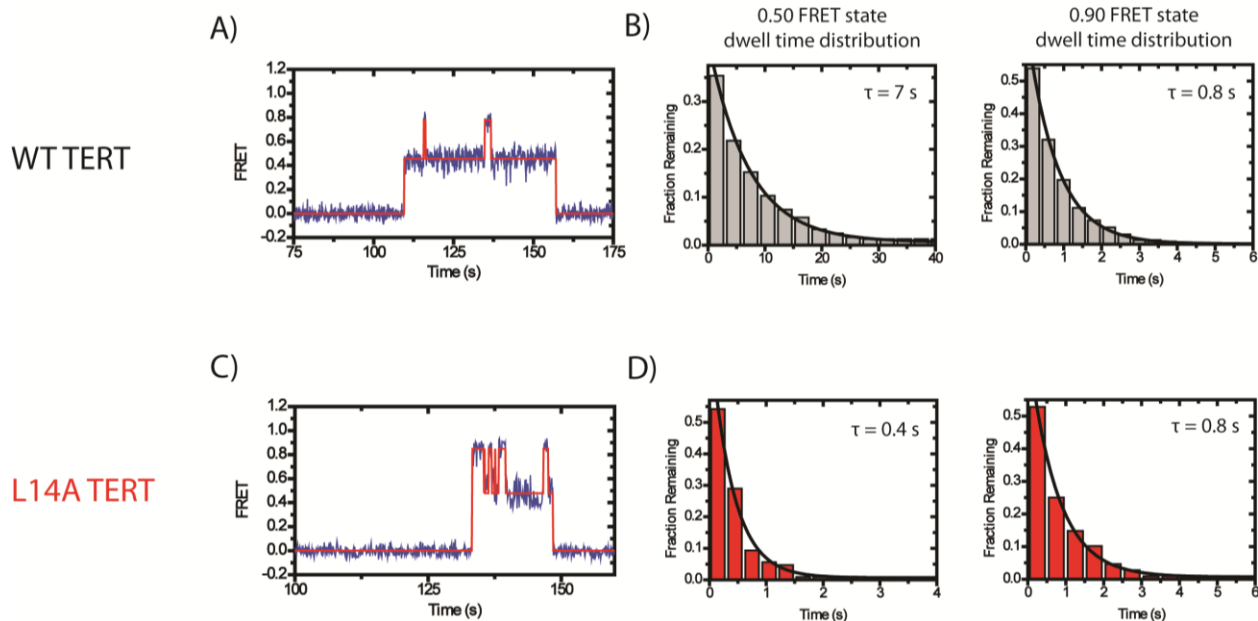 A)
B)
0.50 FRET state
dwell time distribution
0.90 FRET state
dwell time distribution
WT TERT
FRET
1.2
1.0
0.8
0.6
0.4
0.2
0.0
-0.2
75 100 125 150 175
Time (s)
Fraction Remaining
0.3
0.2
0.1
0.0
τ = 7 s
0 10 20 30 40
Time (s)
Fraction Remaining
0.5
0.4
0.3
0.2
0.1
0.0
τ = 0.8 s
0 1 2 3 4 5 6
Time (s)
C)
D)
L14A TERT
FRET
1.2
1.0
0.8
0.6
0.4
0.2
0.0
-0.2
100 125 150
Time (s)
Fraction Remaining
0.5
0.4
0.3
0.2
0.1
0.0
τ = 0.4 s
0 1 2 3 4
Time (s)
Fraction Remaining
0.5
0.4
0.3
0.2
0.1
0.0
τ = 0.8 s
0 1 2 3 4 5 6
Time (s)